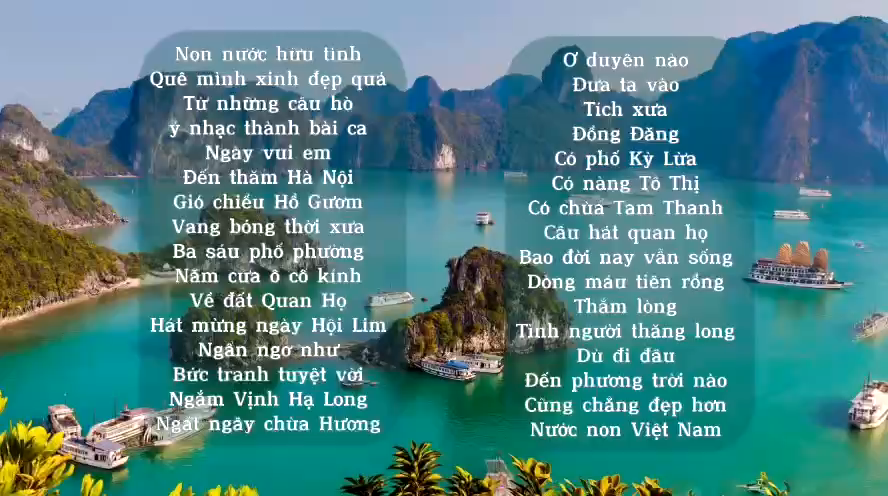 Non nước hữu tình
Quê mình xinh đẹp quá
Từ những câu hò
ý nhạc thành bài ca
Ngày vui em
Đến thăm Hà Nội
Gió chiều Hồ Gươm
Vang bóng thời xưa
Ba sáu phố phường
Năm cửa ô cổ kính
Về đất Quan Họ
Hát mừng ngày Hội Lim
Ngẩn ngơ như
Bức tranh tuyệt vời
Ngắm Vịnh Hạ Long
Ngất ngây chùa Hương
Ơ duyên nào
Đưa ta vào
Tích xưa
Đồng Đăng
Có phố Kỳ Lừa
Có nàng Tô Thị
Có chùa Tam Thanh
Câu hát quan họ
Bao đời nay vẫn sống
Dòng máu tiên rồng
Thắm lòng
Tình người thăng long
Dù đi đâu
Đến phương trời nào
Cũng chẳng đẹp hơn
Nước non Việt Nam